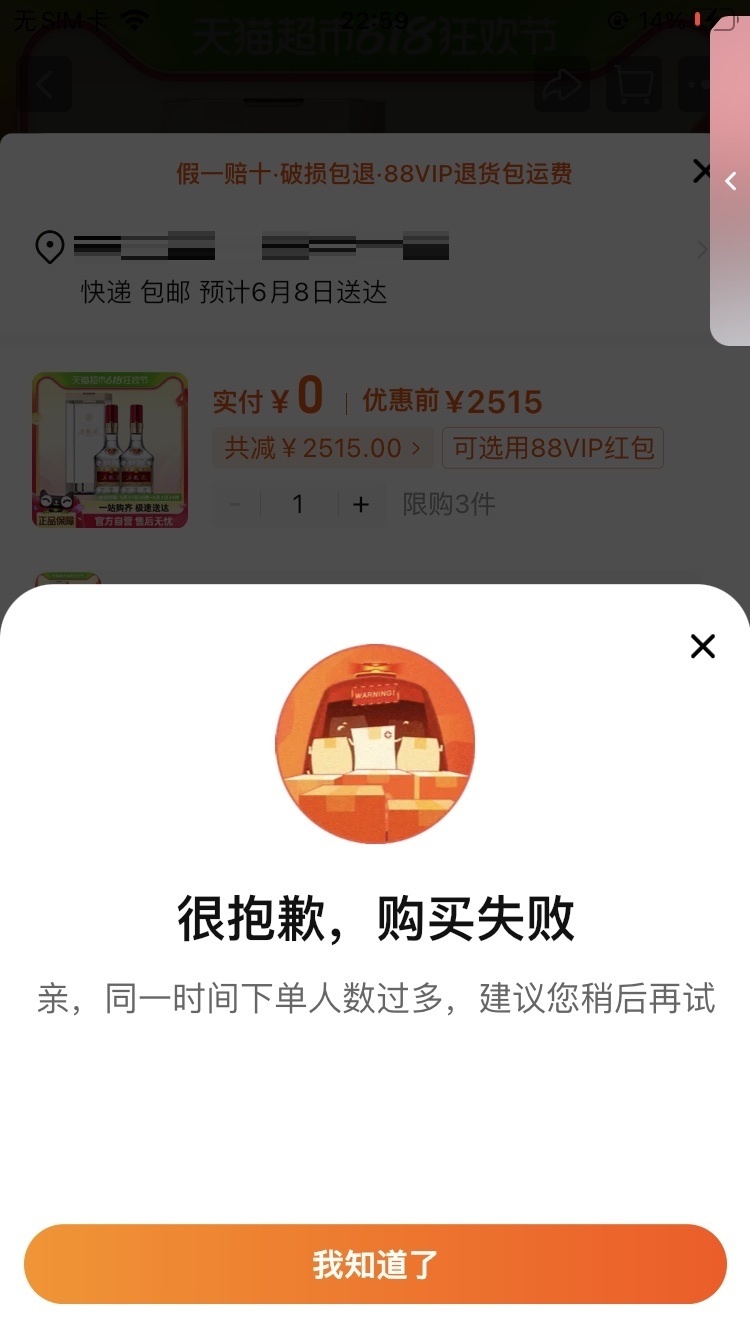 无SIM卡 22:59 14%
天猫超市618狂欢节
假一赔十·破损包退·88VIP退货包运费
快递 包邮 预计6月8日送达
天猫超市618狂欢节
实付 ¥ 0 | 优惠前 ¥2515
共减 ¥ 2515.00 > 可选用88VIP红包
一站购齐 极速送达
正品保障 官方自营 售后无忧
- 1 + 限购3件
WARNING!
很抱歉，购买失败
亲，同一时间下单人数过多，建议您稍后再试
我知道了